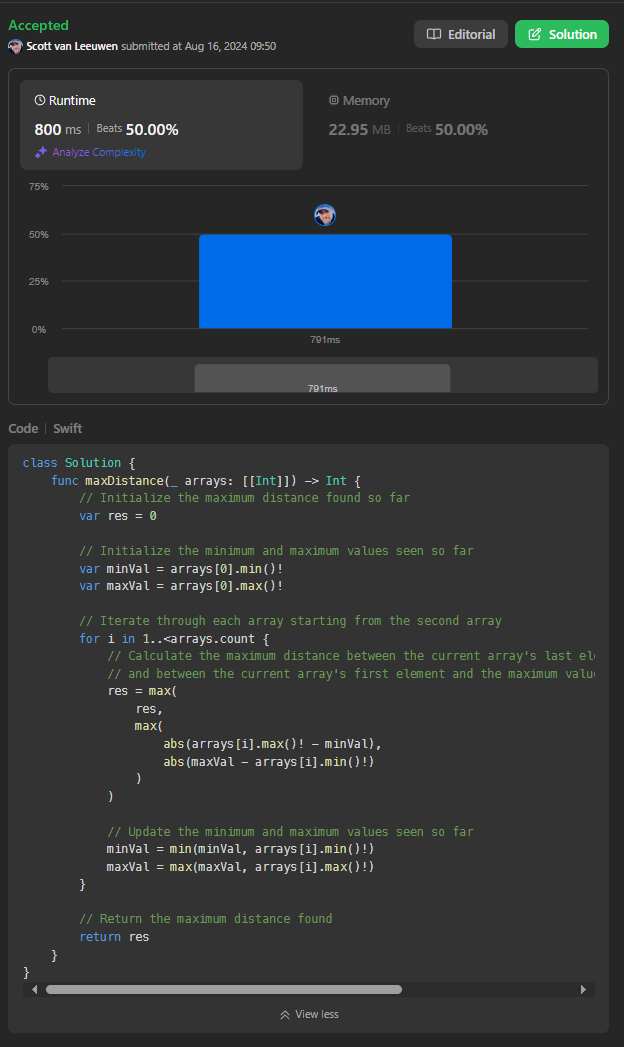 Accepted
Editorial
Solution
Scott van Leeuwen submitted at Aug 16, 2024 09:50
Runtime
Memory
800 ms | Beats 50.00%
22.95 MB | Beats 50.00%
Analyze Complexity
75%
50%
25%
0%
791ms
791ms
Code | Swift
class Solution {
    func maxDistance(_ arrays: [[Int]]) -> Int {
        // Initialize the maximum distance found so far
        var res = 0

        // Initialize the minimum and maximum values seen so far
        var minVal = arrays[0].min()!
        var maxVal = arrays[0].max()!

        // Iterate through each array starting from the second array
        for i in 1..<arrays.count {
            // Calculate the maximum distance between the current array's last ele
            // and between the current array's first element and the maximum value
            res = max(
                res,
                max(
                    abs(arrays[i].max()! - minVal),
                    abs(maxVal - arrays[i].min()!)
                )
            )

            // Update the minimum and maximum values seen so far
            minVal = min(minVal, arrays[i].min()!)
            maxVal = max(maxVal, arrays[i].max()!)
        }

        // Return the maximum distance found
        return res
    }
}
View less